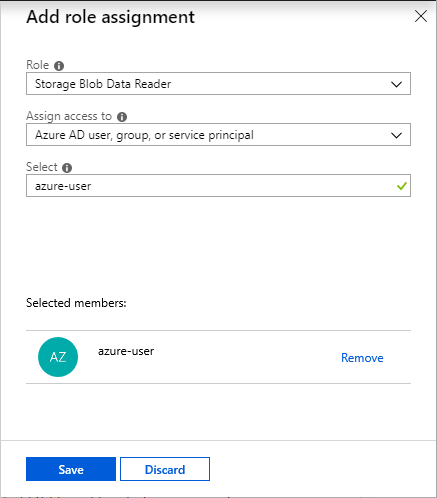 Add role assignment
Role
Storage Blob Data Reader
Assign access to
Azure AD user, group, or service principal
Select
azure-user
Selected members:
AZ
azure-user
Remove
Save
Discard